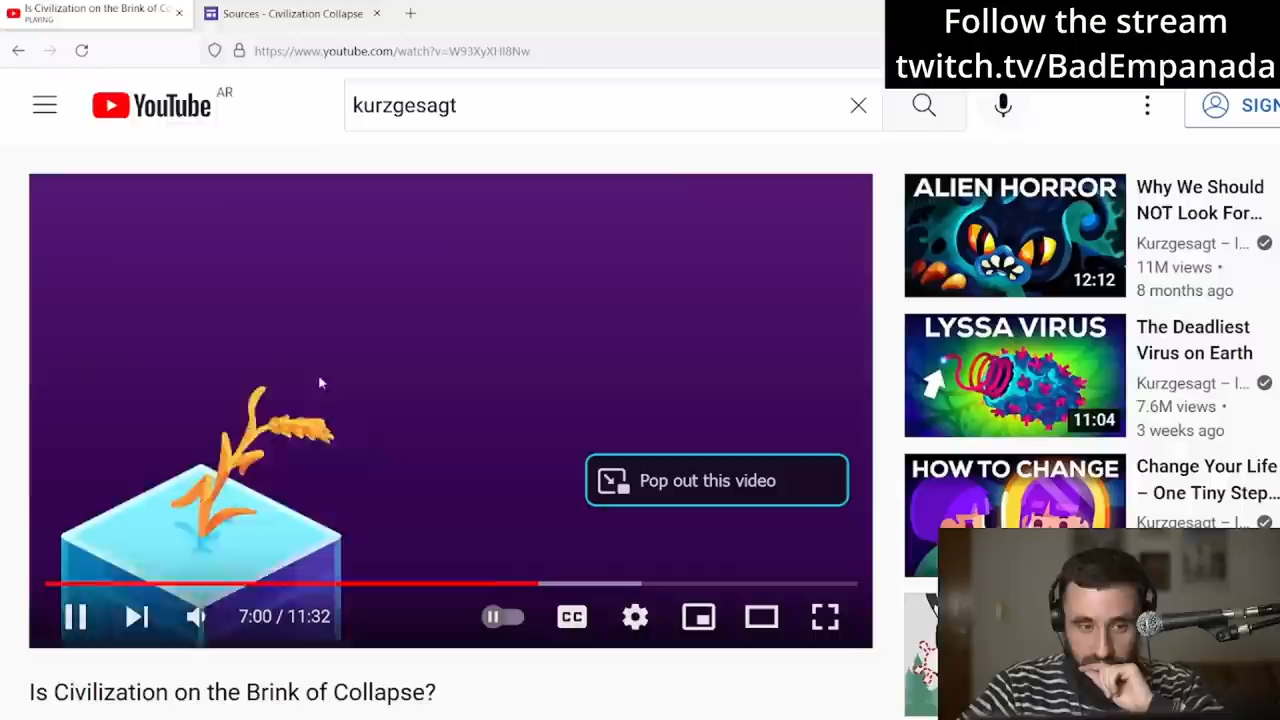 Is Civilization on the Brink of Co
PLAYING
Sources - Civilization Collapse
https://www.youtube.com/watch?v=W93XyXHI8Nw
Follow the stream
twitch.tv/BadEmpanada
YouTube
AR
kurzgesagt
SIGN
ALIEN HORROR
12:12
Why We Should
NOT Look For...
Kurzgesagt – I...
11M views •
8 months ago
LYSSA VIRUS
11:04
The Deadliest
Virus on Earth
Kurzgesagt – I...
7.6M views •
3 weeks ago
HOW TO CHANGE
Change Your Life
– One Tiny Step...
Kurzgesagt – I...
Pop out this video
7:00 / 11:32
CC
Is Civilization on the Brink of Collapse?